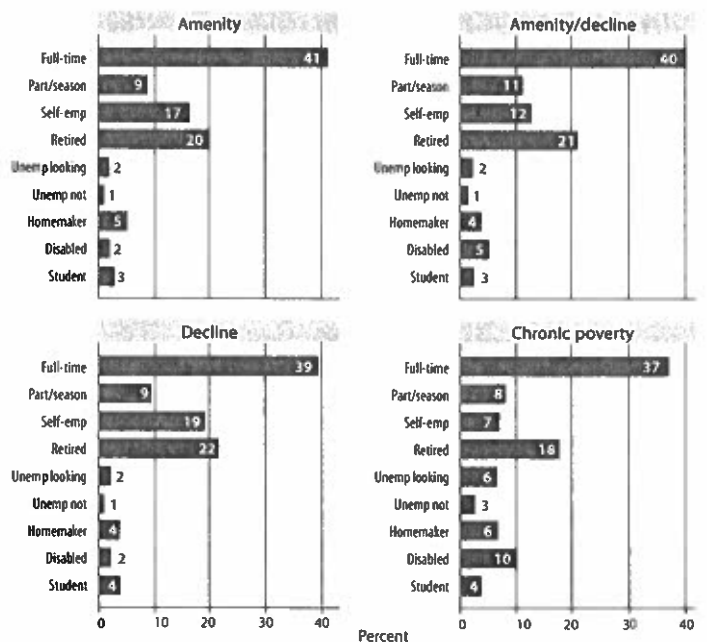 Amenity
Full-time 41
Part/season 9
Self-emp 17
Retired 20
Unemp looking 2
Unemp not 1
Homemaker 5
Disabled 2
Student 3
Amenity/decline
Full-time 40
Part/season 11
Self-emp 12
Retired 21
Unemp looking 2
Unemp not 1
Homemaker 4
Disabled 5
Student 3
Decline
Full-time 39
Part/season 9
Self-emp 19
Retired 22
Unemp looking 2
Unemp not 1
Homemaker 4
Disabled 2
Student 4
0 10 20 30 40
Chronic poverty
Full-time 37
Part/season 8
Self-emp 7
Retired 18
Unemp looking 6
Unemp not 3
Homemaker 6
Disabled 10
Student 4
0 10 20 30 40
Percent